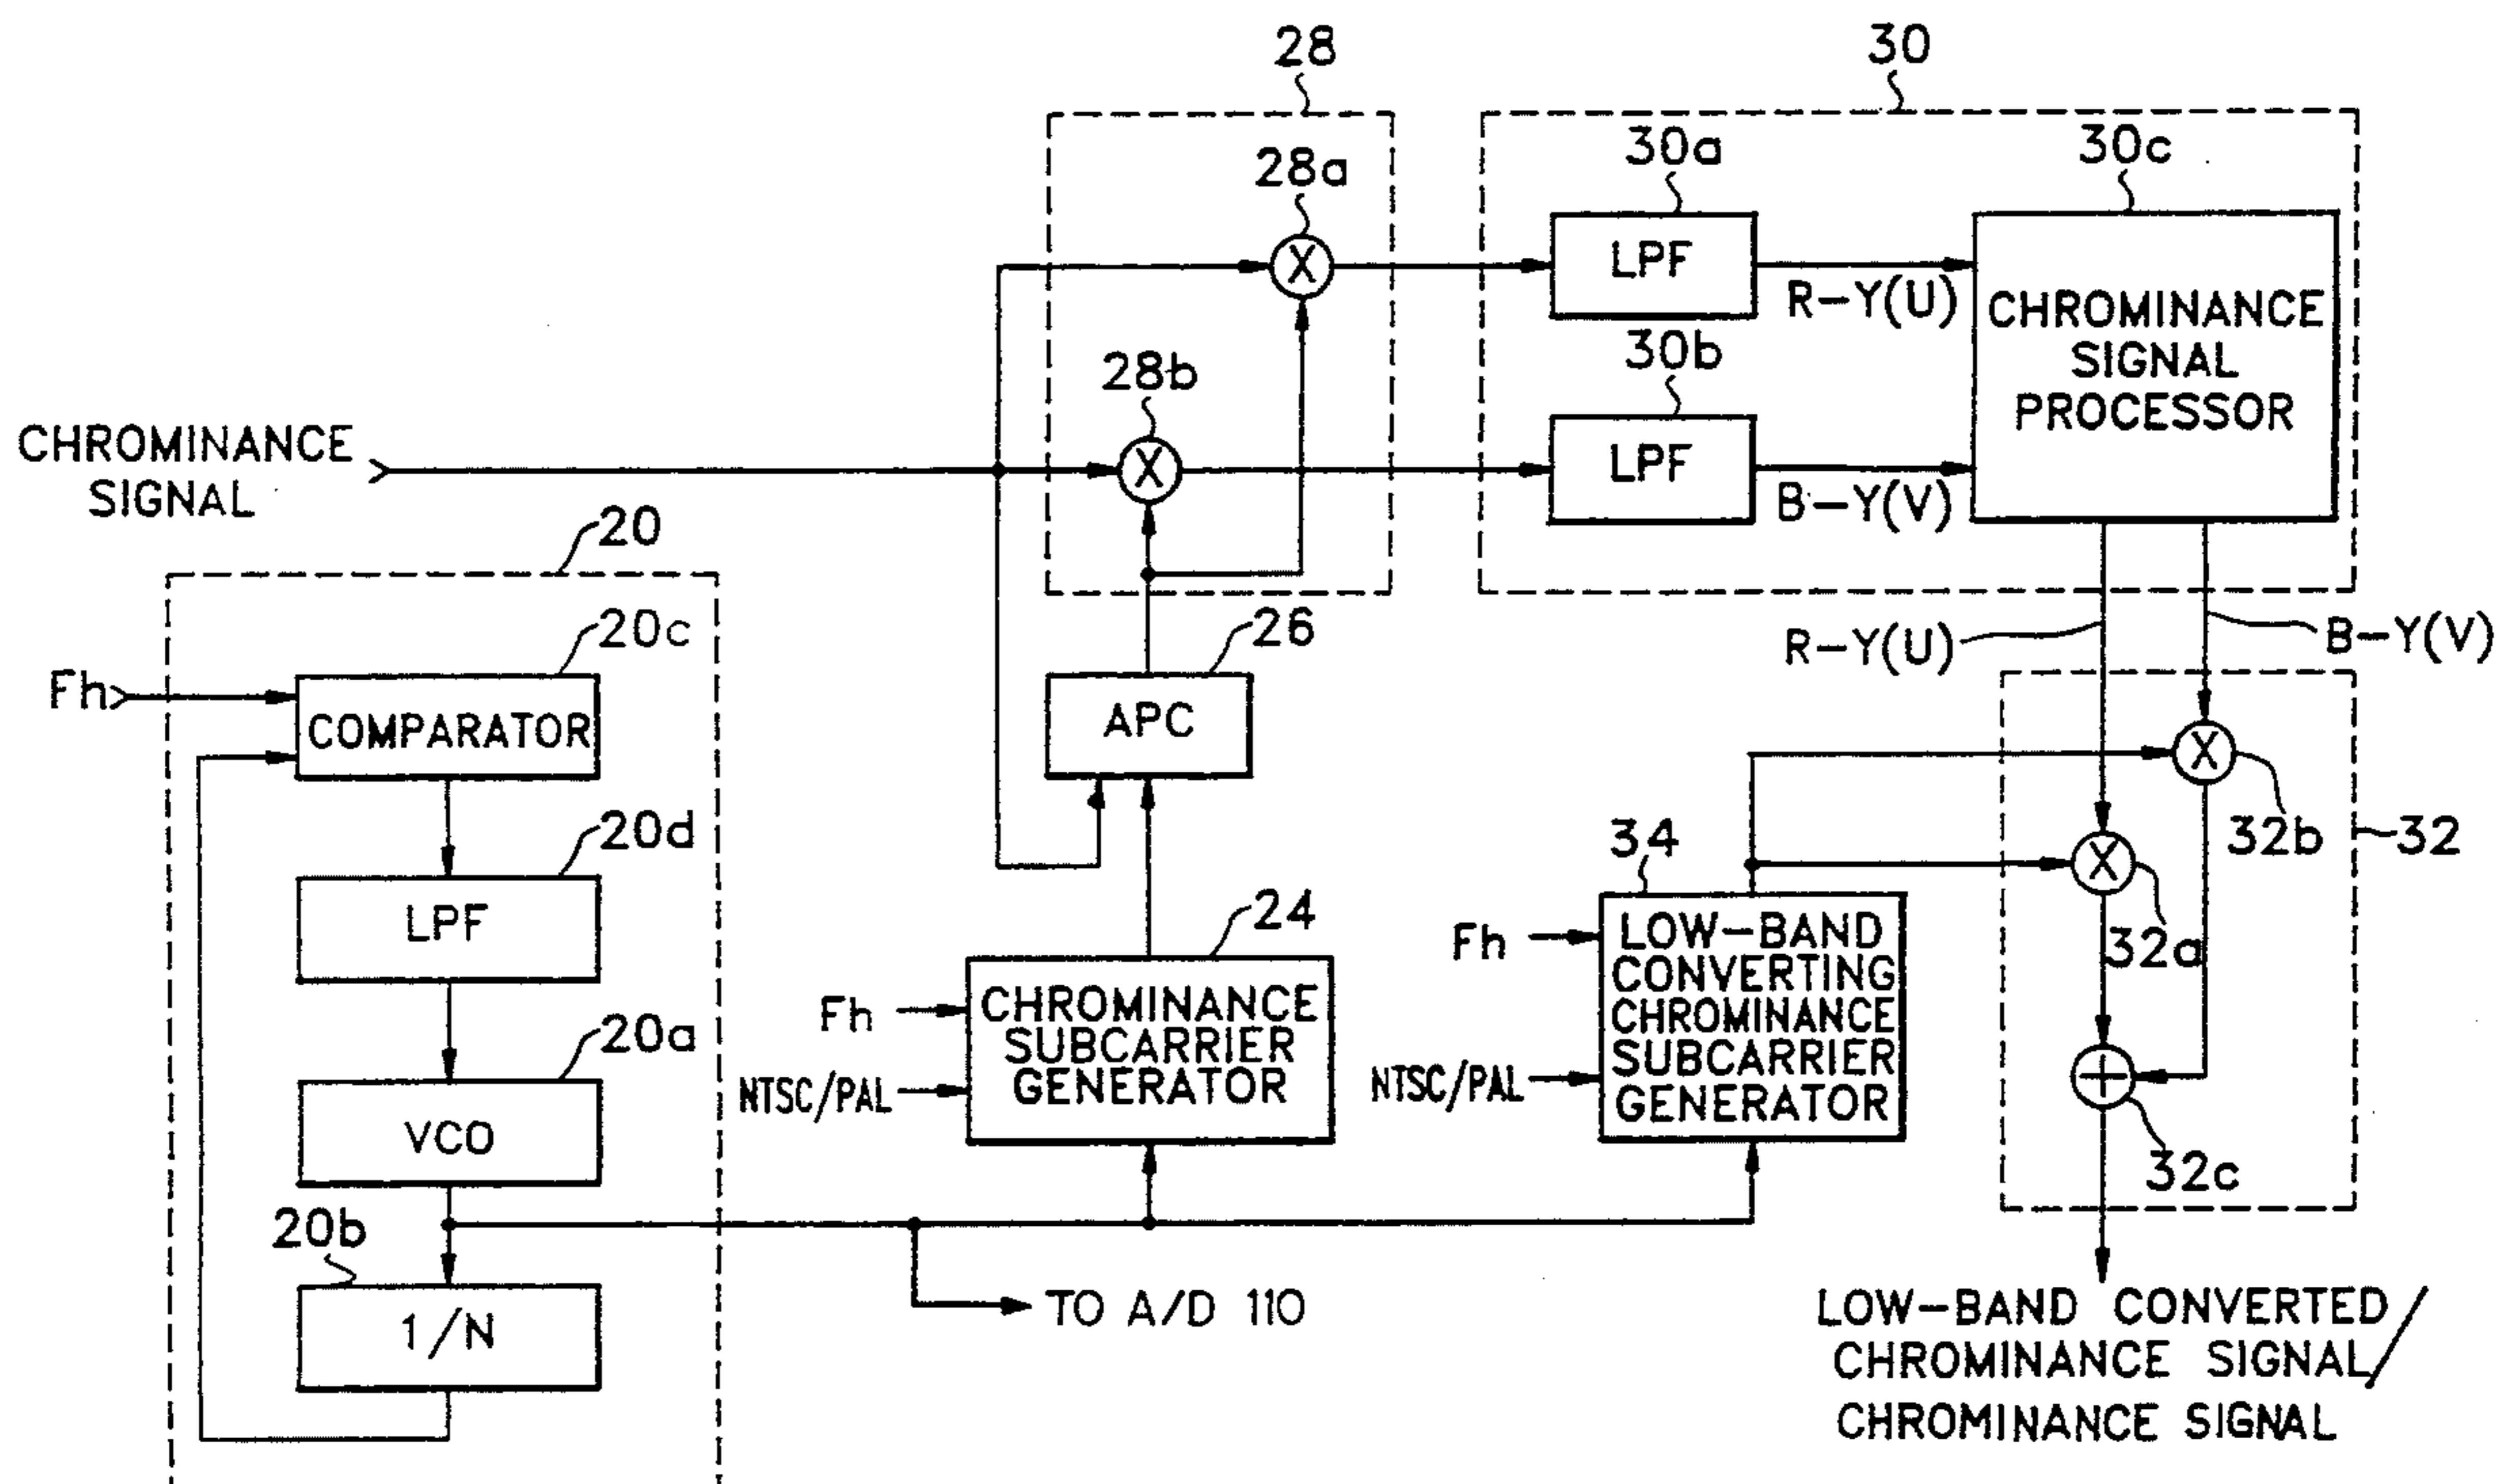 28
30
28a
30a
30c
LPF
R-Y(U)
CHROMINANCE
SIGNAL
PROCESSOR
28b
30b
LPF
B-Y(V)
CHROMINANCE
SIGNAL
20
20c
Fh
COMPARATOR
26
APC
R-Y(U)
B-Y(V)
20d
LPF
32b
32
34
24
32a
Fh
LOW-BAND
CONVERTING
CHROMINANCE
SUBCARRIER
GENERATOR
NTSC/PAL
Fh
CHROMINANCE
SUBCARRIER
GENERATOR
NTSC/PAL
20a
VCO
32c
20b
1/N
TO A/D 110
LOW-BAND CONVERTED/
CHROMINANCE SIGNAL/
CHROMINANCE SIGNAL